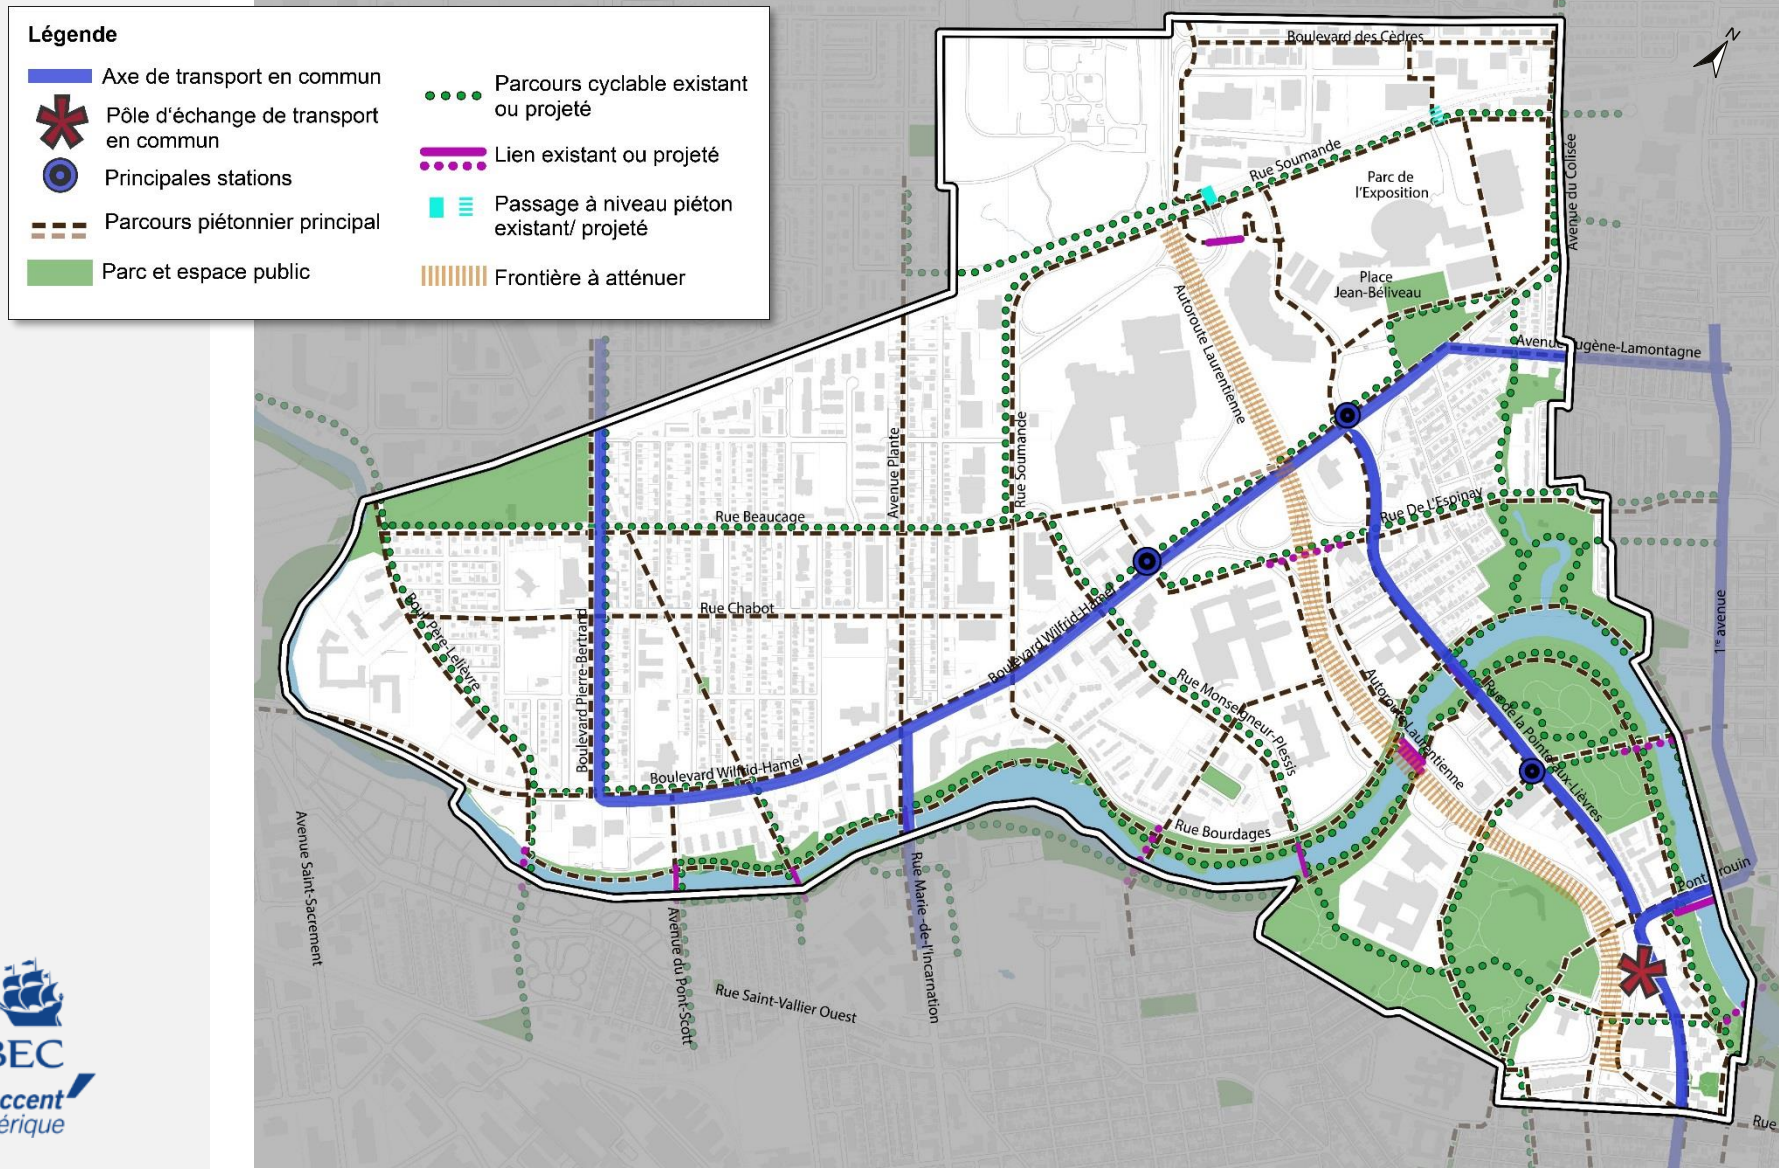 Légende
Axe de transport en commun
Pôle d'échange de transport
en commun
Principales stations
Parcours piétonnier principal
Parc et espace public
Parcours cyclable existant
ou projeté
Lien existant ou projeté
Passage à niveau piéton
existant/ projeté
Frontière à atténuer
N
Boulevard des Cèdres
Rue Soumande
Parc de
l'Exposition
Avenue du Colisée
Place
Jean-Béliveau
Autoroute Laurentienne
Avenue Eugène-Lamontagne
Avenue Plante
Rue Soumande
Rue Beaucage
Rue De L'Espinay
Rue Chabot
Boul. Père-Lelièvre
Boulevard Pierre-Bertrand
Boulevard Wilfrid-Hamel
1re avenue
Rue Monseigneur-Plessis
Autoroute Laurentienne
Rue de la Pointe-aux-Lièvres
Boulevard Wilfrid-Hamel
Rue Bourdages
Avenue Saint-Sacrement
Rue Marie-de-l'Incarnation
Pont Drouin
Avenue du Pont-Scott
Rue Saint-Vallier Ouest
Rue
BEC
ccent
érique